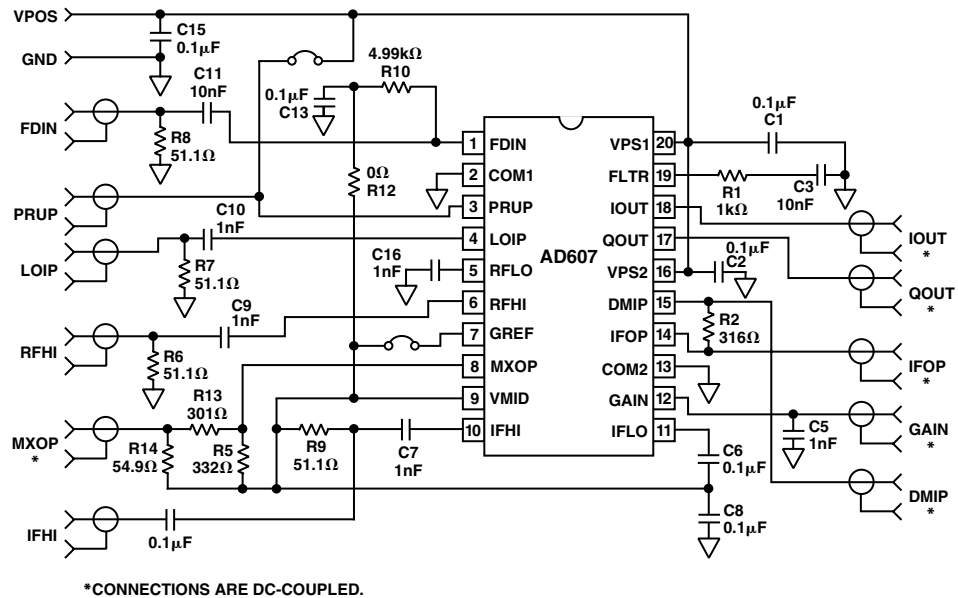 VPOS
GND
C15
0.1µF
C11
10nF
FDIN
R8
51.1Ω
4.99kΩ
R10
0.1µF
C13
0Ω
R12
PRUP
C10
1nF
LOIP
R7
51.1Ω
C16
1nF
C9
1nF
RFHI
R6
51.1Ω
R13
301Ω
MXOP
*
R14
54.9Ω
R5
332Ω
R9
51.1Ω
C7
1nF
IFHI
0.1µF
AD607
1 FDIN
2 COM1
3 PRUP
4 LOIP
5 RFLO
6 RFHI
7 GREF
8 MXOP
9 VMID
10 IFHI
VPS1 20
FLTR 19
IOUT 18
QOUT 17
VPS2 16
DMIP 15
IFOP 14
COM2 13
GAIN 12
IFLO 11
0.1µF
C1
R1
1kΩ
C3
10nF
0.1µF
C2
R2
316Ω
IOUT
*
QOUT
*
IFOP
*
C5
1nF
GAIN
*
C6
0.1µF
C8
0.1µF
DMIP
*
*CONNECTIONS ARE DC-COUPLED.